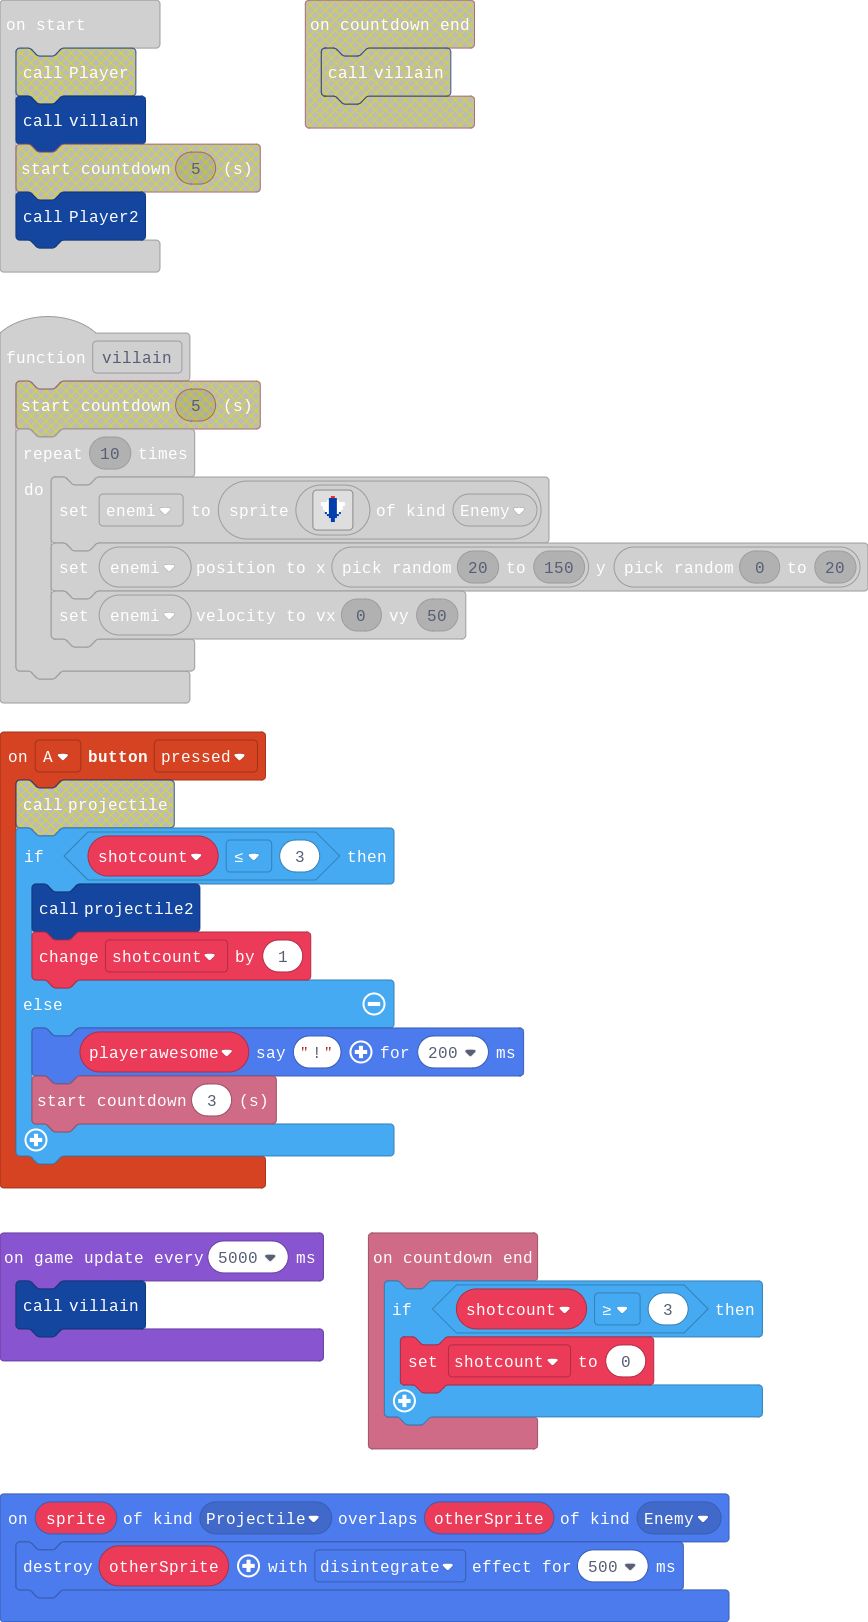 on start
call Player
call villain
start countdown 5 (s)
call Player2
on countdown end
call villain
function villain
start countdown 5 (s)
repeat 10 times
do
set enemi to sprite of kind Enemy
set enemi position to x pick random 20 to 150 y pick random 0 to 20
set enemi velocity to vx 0 vy 50
on A button pressed
call projectile
if shotcount ≤ 3 then
call projectile2
change shotcount by 1
else
playerawesome say "!" for 200 ms
start countdown 3 (s)
on game update every 5000 ms
call villain
on countdown end
if shotcount ≥ 3 then
set shotcount to 0
on sprite of kind Projectile overlaps otherSprite of kind Enemy
destroy otherSprite with disintegrate effect for 500 ms